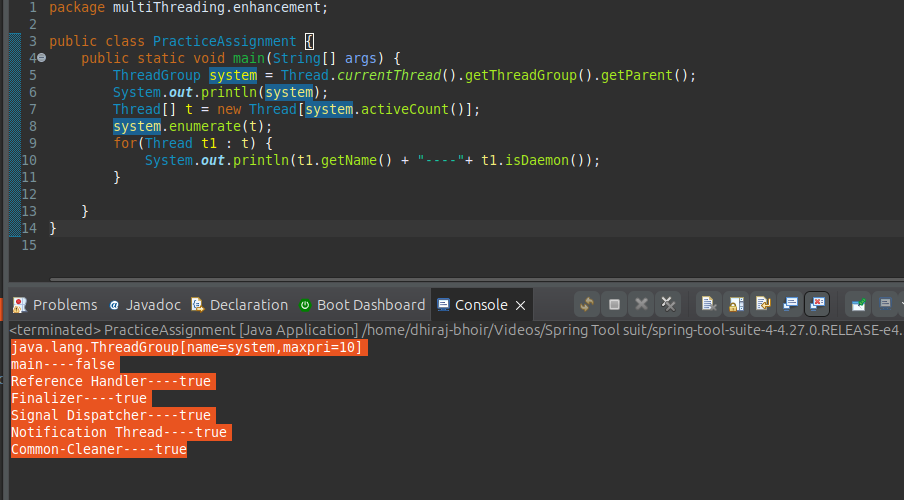 1 package multiThreading.enhancement;
2
3 public class PracticeAssignment {
4 public static void main(String[] args) {
5 ThreadGroup system = Thread.currentThread().getThreadGroup().getParent();
6 System.out.println(system);
7 Thread[] t = new Thread[system.activeCount()];
8 system.enumerate(t);
9 for(Thread t1 : t) {
10 System.out.println(t1.getName() + "----"+ t1.isDaemon());
11 }
12
13 }
14 }
15
Problems @ Javadoc Declaration Boot Dashboard Console ×
<terminated> PracticeAssignment [Java Application] /home/dhiraj-bhoir/Videos/Spring Tool suit/spring-tool-suite-4-4.27.0.RELEASE-e4.
java.lang.ThreadGroup[name=system,maxpri=10]
main----false
Reference Handler----true
Finalizer----true
Signal Dispatcher----true
Notification Thread----true
Common-Cleaner----true